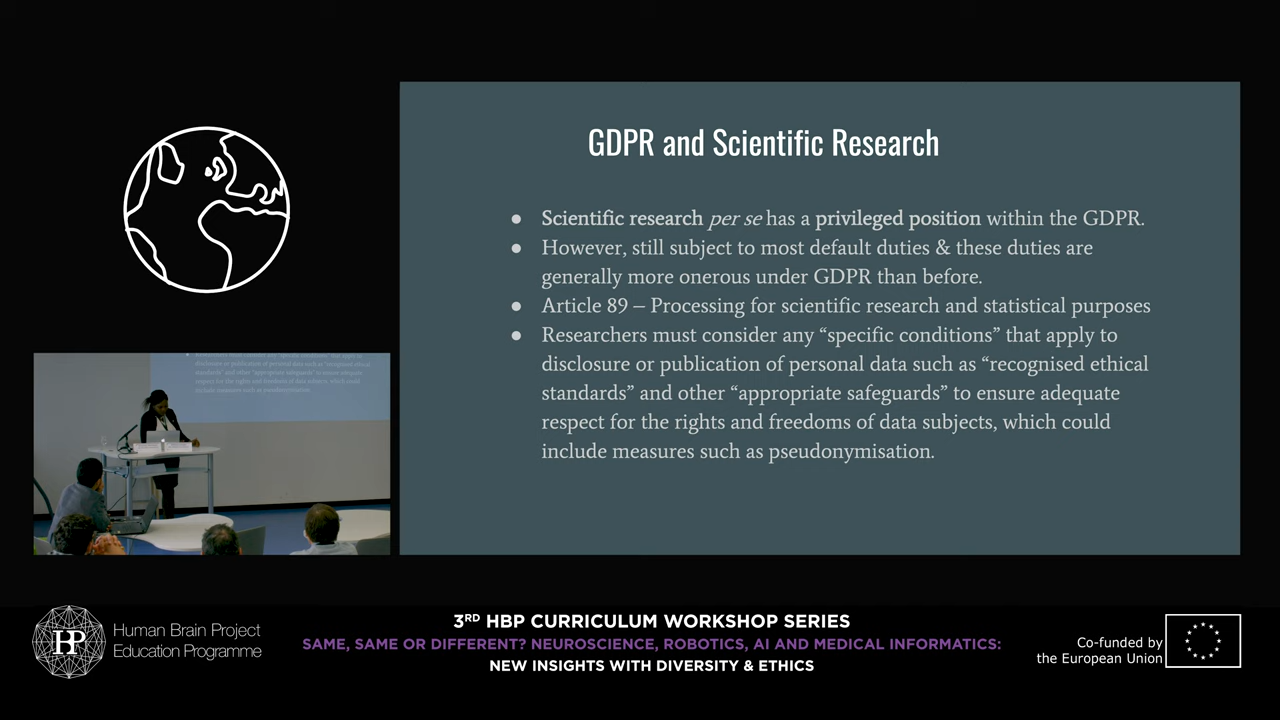 GDPR and Scientific Research
● Scientific research per se has a privileged position within the GDPR.
● However, still subject to most default duties & these duties are
generally more onerous under GDPR than before.
● Article 89 – Processing for scientific research and statistical purposes
● Researchers must consider any “specific conditions” that apply to
disclosure or publication of personal data such as “recognised ethical
standards” and other “appropriate safeguards” to ensure adequate
respect for the rights and freedoms of data subjects, which could
include measures such as pseudonymisation.
HP
Human Brain Project
Education Programme
3RD HBP CURRICULUM WORKSHOP SERIES
SAME, SAME OR DIFFERENT? NEUROSCIENCE, ROBOTICS, AI AND MEDICAL INFORMATICS:
NEW INSIGHTS WITH DIVERSITY & ETHICS
Co-funded by
the European Union